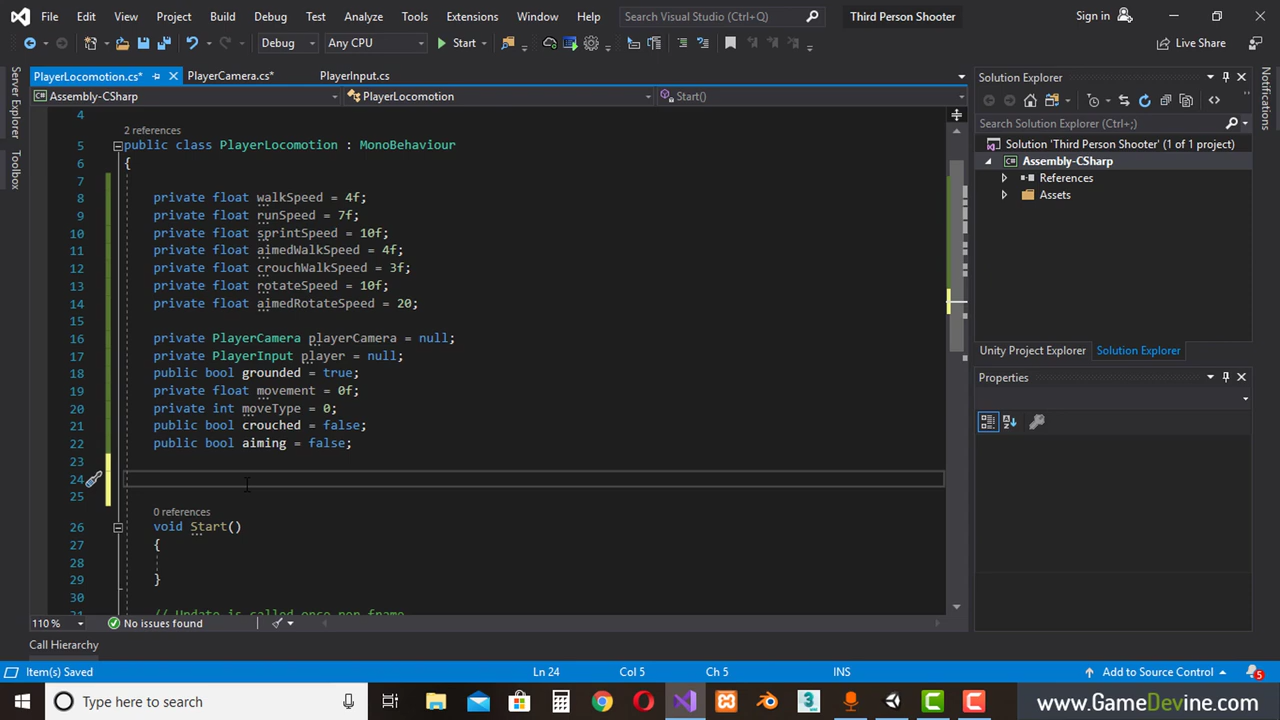 File Edit View Project Build Debug Test Analyze Tools Extensions Window Help Search Visual Studio (Ctrl+Q) Third Person Shooter Sign in
Debug Any CPU Start Live Share
Server Explorer
Toolbox
PlayerLocomotion.cs* PlayerCamera.cs* PlayerInput.cs
Assembly-CSharp PlayerLocomotion Start()
4
2 references
5 public class PlayerLocomotion : MonoBehaviour
6 {
7
8 private float walkSpeed = 4f;
9 private float runSpeed = 7f;
10 private float sprintSpeed = 10f;
11 private float aimedWalkSpeed = 4f;
12 private float crouchWalkSpeed = 3f;
13 private float rotateSpeed = 10f;
14 private float aimedRotateSpeed = 20;
15
16 private PlayerCamera playerCamera = null;
17 private PlayerInput player = null;
18 public bool grounded = true;
19 private float movement = 0f;
20 private int moveType = 0;
21 public bool crouched = false;
22 public bool aiming = false;
23
24
25
0 references
26 void Start()
27 {
28
29 }
30
31 // Update is called once per frame
110 % No issues found
Call Hierarchy
Solution Explorer
Search Solution Explorer (Ctrl+;)
Solution 'Third Person Shooter' (1 of 1 project)
Assembly-CSharp
References
Assets
Unity Project Explorer Solution Explorer
Properties
Notifications
Item(s) Saved Ln 24 Col 5 Ch 5 INS Add to Source Control 5
Type here to search
www.GameDevine.com